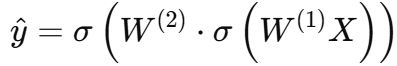 ŷ = σ(W⁽²⁾ · σ(W⁽¹⁾X))